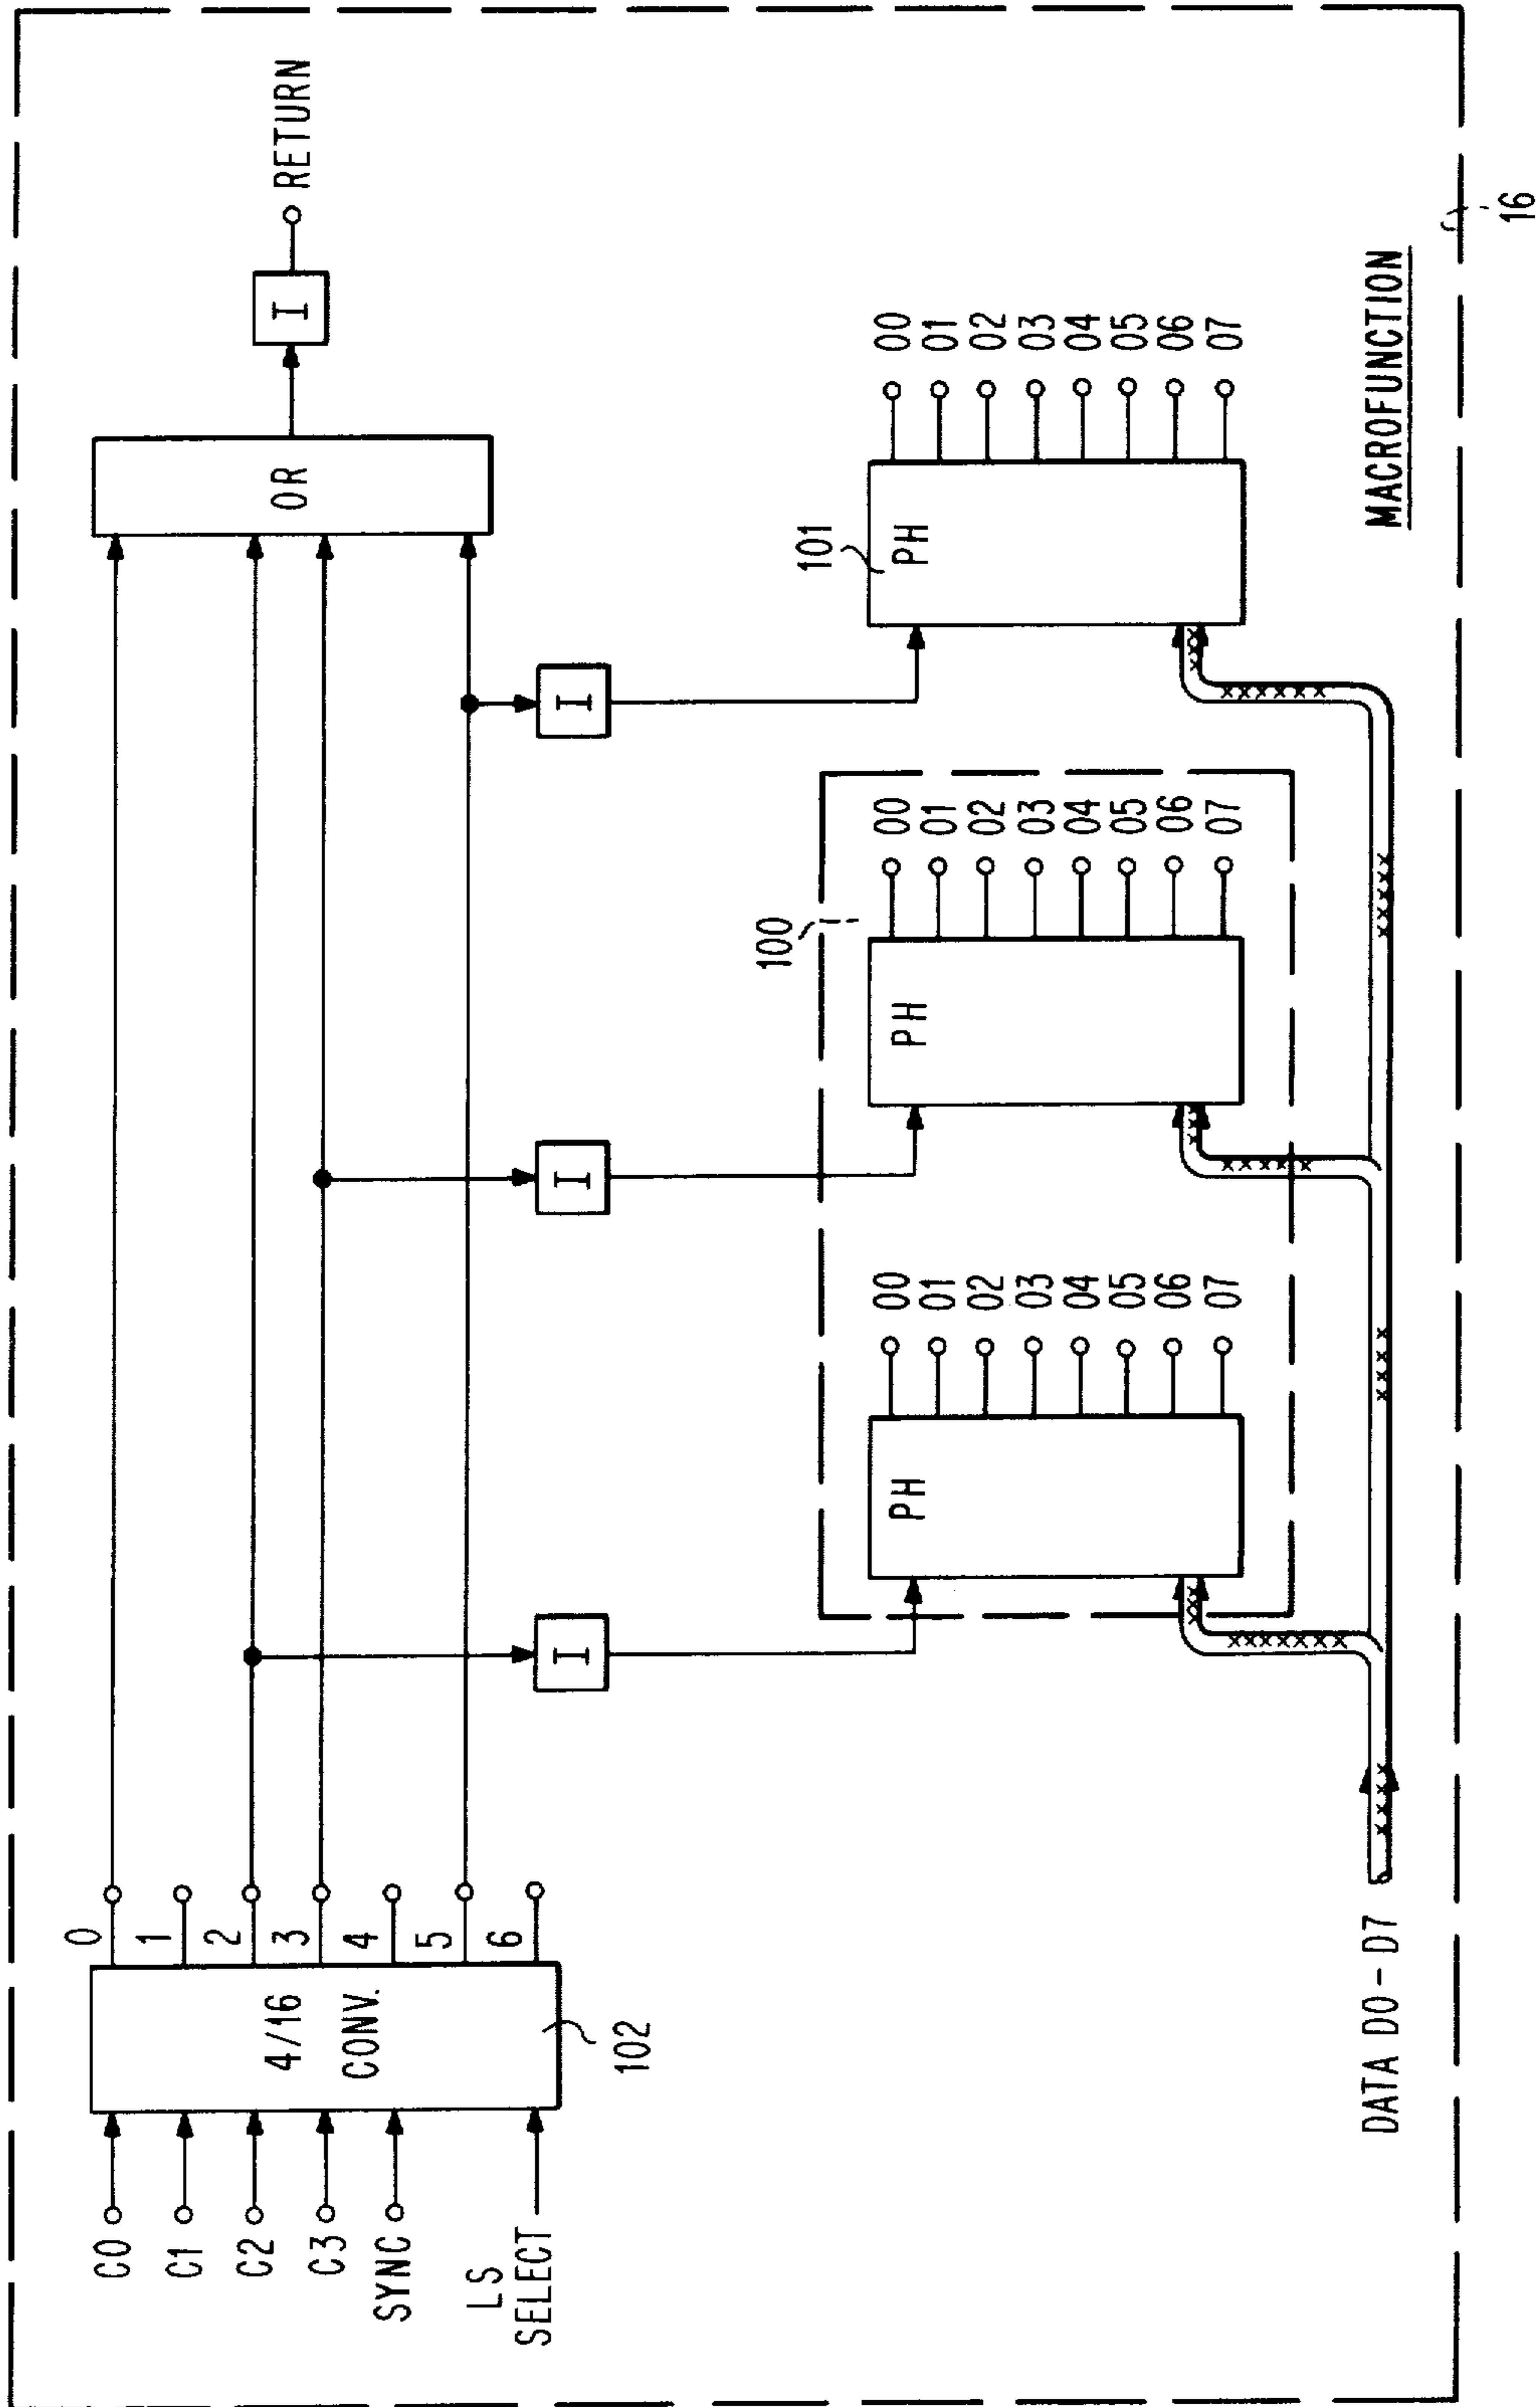 C0
C1
C2
C3
SYNC
LS
SELECT
4/16
CONV.
102
0
1
2
3
4
5
6
OR
I
RETURN
I
I
I
PH
00
01
02
03
04
05
06
07
100
PH
00
01
02
03
04
05
06
07
101
PH
00
01
02
03
04
05
06
07
DATA D0-D7
MACROFUNCTION
16